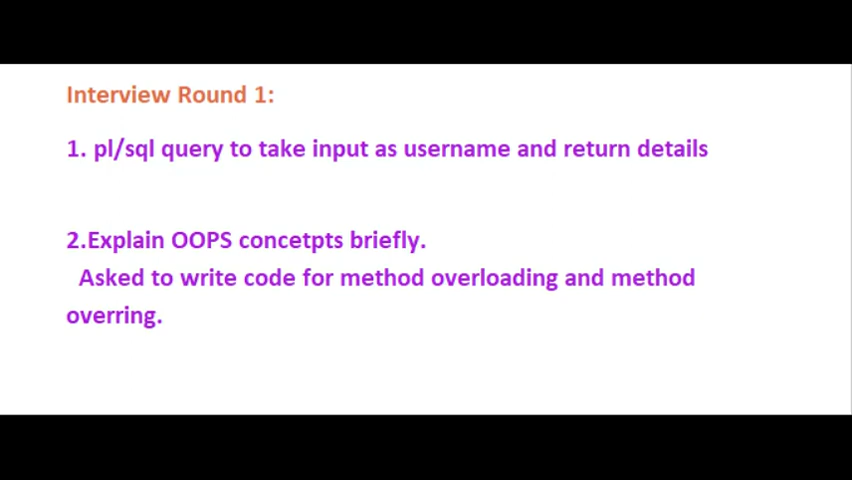 Interview Round 1:
1. pl/sql query to take input as username and return details
2.Explain OOPS concetpts briefly.
Asked to write code for method overloading and method
overring.